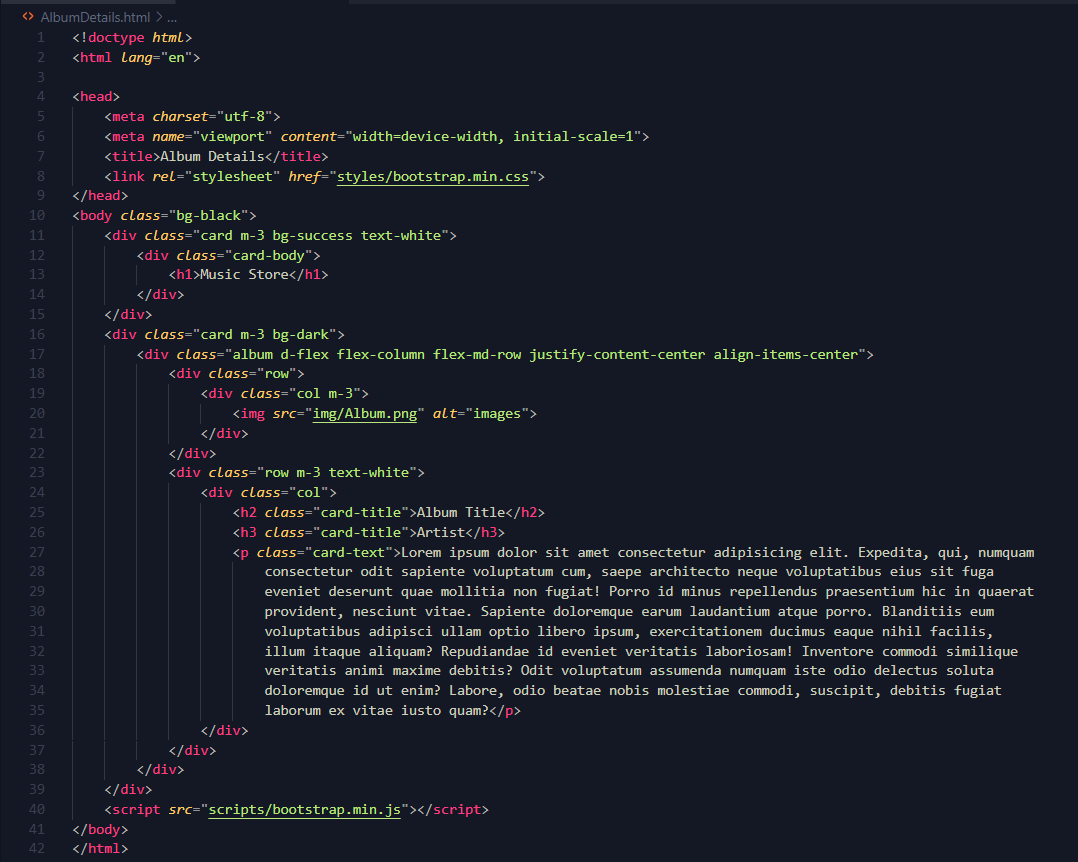 AlbumDetails.html > ...
1 <!doctype html>
2 <html lang="en">
3
4 <head>
5     <meta charset="utf-8">
6     <meta name="viewport" content="width=device-width, initial-scale=1">
7     <title>Album Details</title>
8     <link rel="stylesheet" href="styles/bootstrap.min.css">
9 </head>
10 <body class="bg-black">
11     <div class="card m-3 bg-success text-white">
12         <div class="card-body">
13             <h1>Music Store</h1>
14         </div>
15     </div>
16     <div class="card m-3 bg-dark">
17         <div class="album d-flex flex-column flex-md-row justify-content-center align-items-center">
18             <div class="row">
19                 <div class="col m-3">
20                     <img src="img/Album.png" alt="images">
21                 </div>
22             </div>
23             <div class="row m-3 text-white">
24                 <div class="col">
25                     <h2 class="card-title">Album Title</h2>
26                     <h3 class="card-title">Artist</h3>
27                     <p class="card-text">Lorem ipsum dolor sit amet consectetur adipisicing elit. Expedita, qui, numquam
28                         consectetur odit sapiente voluptatum cum, saepe architecto neque voluptatibus eius sit fuga
29                         eveniet deserunt quae mollitia non fugiat! Porro id minus repellendus praesentium hic in quaerat
30                         provident, nesciunt vitae. Sapiente doloremque earum laudantium atque porro. Blanditiis eum
31                         voluptatibus adipisci ullam optio libero ipsum, exercitationem ducimus eaque nihil facilis,
32                         illum itaque aliquam? Repudiandae id eveniet veritatis laboriosam! Inventore commodi similique
33                         veritatis animi maxime debitis? Odit voluptatum assumenda numquam iste odio delectus soluta
34                         doloremque id ut enim? Labore, odio beatae nobis molestiae commodi, suscipit, debitis fugiat
35                         laborum ex vitae iusto quam?</p>
36                 </div>
37             </div>
38         </div>
39     </div>
40     <script src="scripts/bootstrap.min.js"></script>
41 </body>
42 </html>